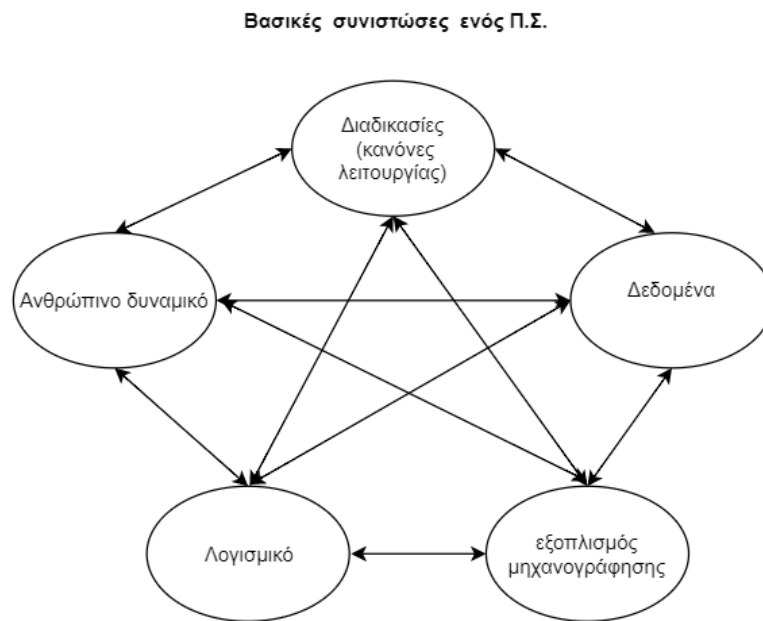 Βασικές συνιστώσες ενός Π.Σ.
Διαδικασίες
(κανόνες
λειτουργίας)
Ανθρώπινο δυναμικό
Δεδομένα
Λογισμικό
εξοπλισμός
μηχανογράφησης